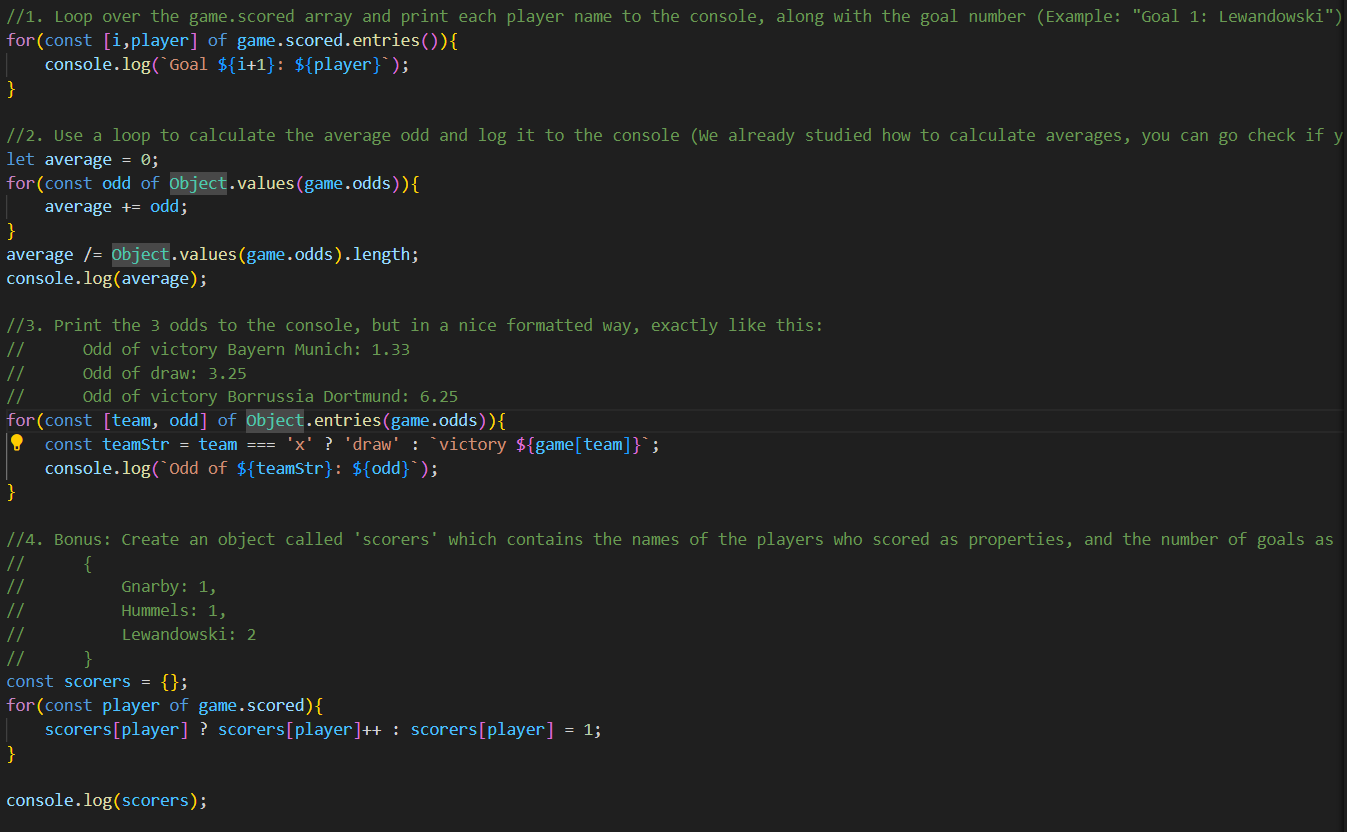 //1. Loop over the game.scored array and print each player name to the console, along with the goal number (Example: "Goal 1: Lewandowski")
for(const [i,player] of game.scored.entries()){
    console.log(`Goal ${i+1}: ${player}`);
}
//2. Use a loop to calculate the average odd and log it to the console (We already studied how to calculate averages, you can go check if y
let average = 0;
for(const odd of Object.values(game.odds)){
    average += odd;
}
average /= Object.values(game.odds).length;
console.log(average);
//3. Print the 3 odds to the console, but in a nice formatted way, exactly like this:
//      Odd of victory Bayern Munich: 1.33
//      Odd of draw: 3.25
//      Odd of victory Borrussia Dortmund: 6.25
for(const [team, odd] of Object.entries(game.odds)){
    const teamStr = team === 'x' ? 'draw' : `victory ${game[team]}`;
    console.log(`Odd of ${teamStr}: ${odd}`);
}
//4. Bonus: Create an object called 'scorers' which contains the names of the players who scored as properties, and the number of goals as
//      {
//          Gnarby: 1,
//          Hummels: 1,
//          Lewandowski: 2
//      }
const scorers = {};
for(const player of game.scored){
    scorers[player] ? scorers[player]++ : scorers[player] = 1;
}
console.log(scorers);